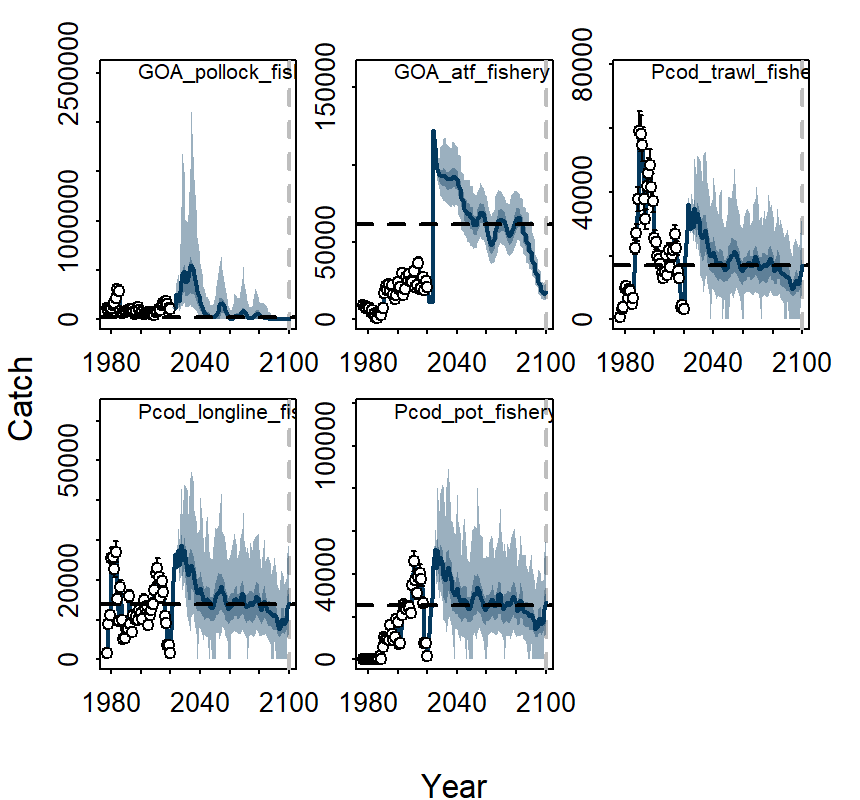 GOA_pollock_fish
GOA_atf_fishery
Pcod_trawl_fishe
0 1000000 2500000
0 50000 150000
0 40000 80000
1980 2040 2100
1980 2040 2100
1980 2040 2100
Catch
Pcod_longline_fis
Pcod_pot_fishery
0 20000 50000
0 40000 100000
1980 2040 2100
1980 2040 2100
Year